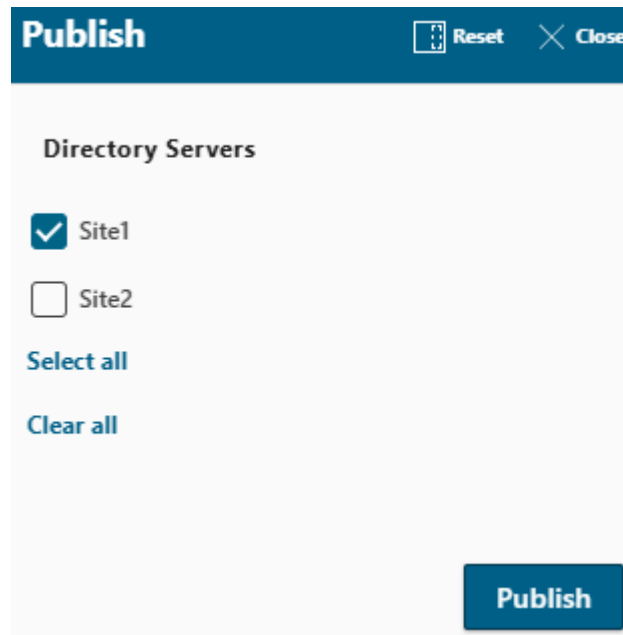 Publish Reset Close
Directory Servers
Site1
Site2
Select all
Clear all
Publish